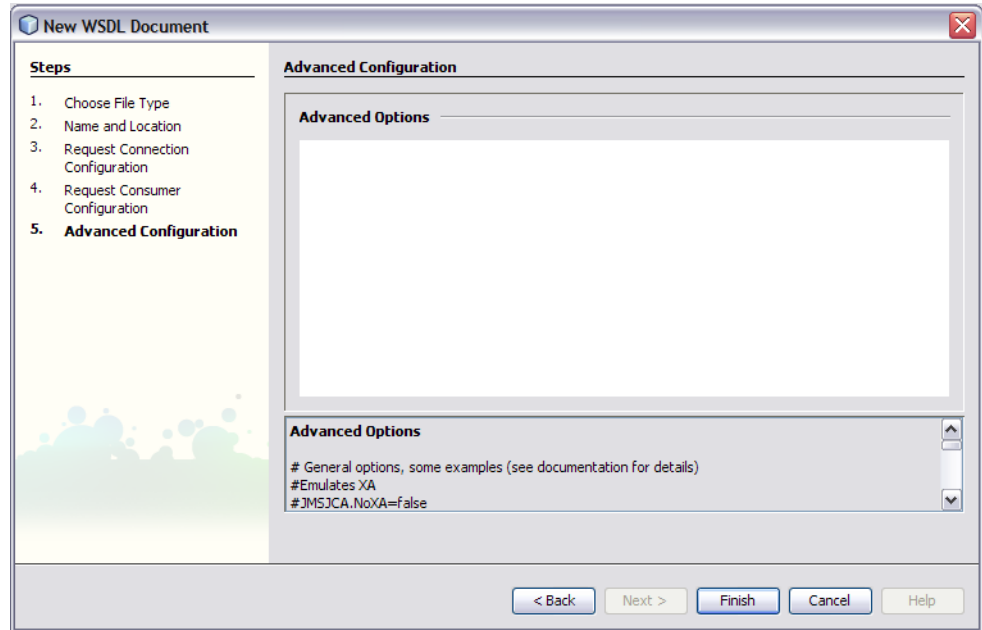 New WSDL Document
Steps
1. Choose File Type
2. Name and Location
3. Request Connection
Configuration
4. Request Consumer
Configuration
5. Advanced Configuration
Advanced Configuration
Advanced Options
Advanced Options
# General options, some examples (see documentation for details)
#Emulates XA
#JMSJCA.NoXA=false
< Back
Next >
Finish
Cancel
Help